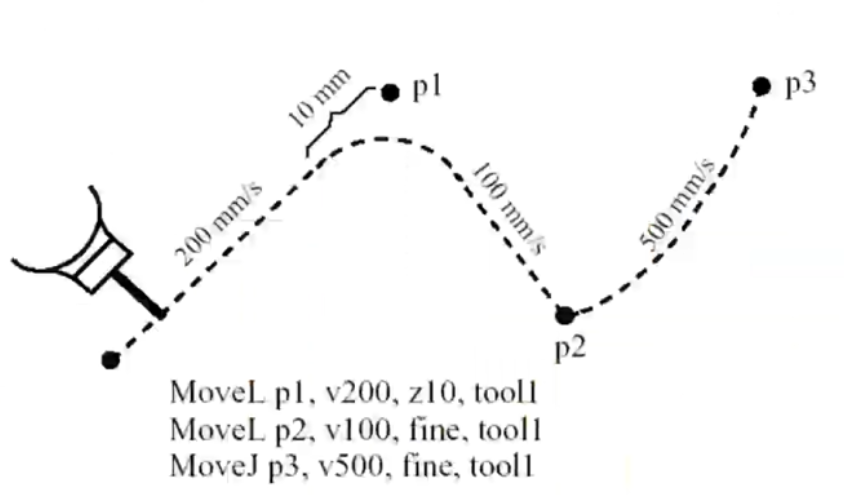 p1
p3
10 mm
200 mm/s
100 mm/s
500 mm/s
p2
MoveL p1, v200, z10, tool1
MoveL p2, v100, fine, tool1
MoveJ p3, v500, fine, tool1